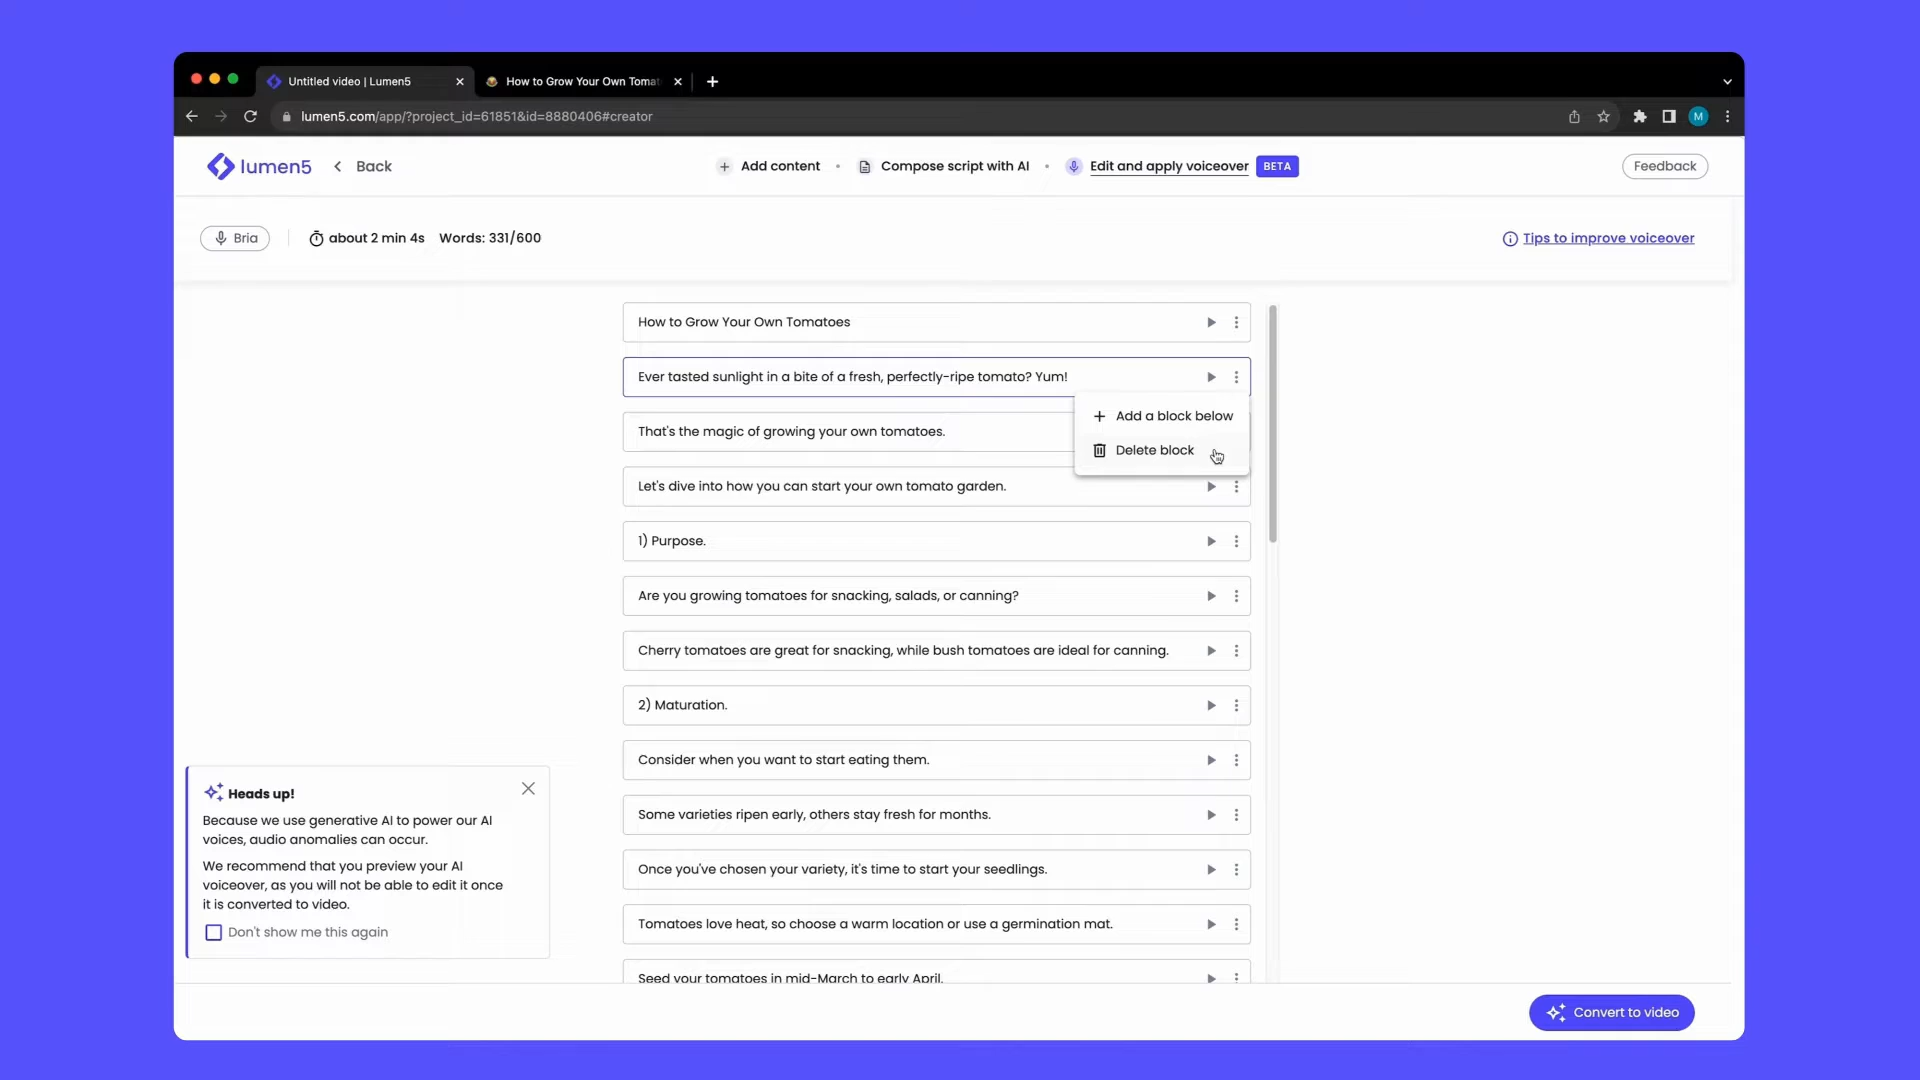 Untitled video | Lumen5
How to Grow Your Own Toma
lumen5.com/app/?project_id=61851&id=8880406#creator
M
lumen5
Back
Add content
Compose script with AI
Edit and apply voiceover
BETA
Feedback
Bria
about 2 min 4s
Words: 331/600
Tips to improve voiceover
How to Grow Your Own Tomatoes
Ever tasted sunlight in a bite of a fresh, perfectly-ripe tomato? Yum!
Add a block below
That's the magic of growing your own tomatoes.
Delete block
Let's dive into how you can start your own tomato garden.
1) Purpose.
Are you growing tomatoes for snacking, salads, or canning?
Cherry tomatoes are great for snacking, while bush tomatoes are ideal for canning.
2) Maturation.
Consider when you want to start eating them.
Some varieties ripen early, others stay fresh for months.
Once you've chosen your variety, it's time to start your seedlings.
Tomatoes love heat, so choose a warm location or use a germination mat.
Seed your tomatoes in mid-March to early April.
Heads up!
Because we use generative AI to power our AI
voices, audio anomalies can occur.
We recommend that you preview your AI
voiceover, as you will not be able to edit it once
it is converted to video.
Don't show me this again
Convert to video